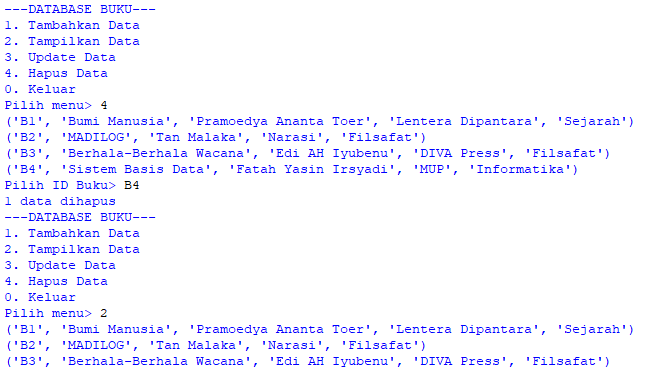 ---DATABASE BUKU---
1. Tambahkan Data
2. Tampilkan Data
3. Update Data
4. Hapus Data
0. Keluar
Pilih menu> 4
('B1', 'Bumi Manusia', 'Pramoedya Ananta Toer', 'Lentera Dipantara', 'Sejarah')
('B2', 'MADILOG', 'Tan Malaka', 'Narasi', 'Filsafat')
('B3', 'Berhala-Berhala Wacana', 'Edi AH Iyubenu', 'DIVA Press', 'Filsafat')
('B4', 'Sistem Basis Data', 'Fatah Yasin Irsyadi', 'MUP', 'Informatika')
Pilih ID Buku> B4
1 data dihapus
---DATABASE BUKU---
1. Tambahkan Data
2. Tampilkan Data
3. Update Data
4. Hapus Data
0. Keluar
Pilih menu> 2
('B1', 'Bumi Manusia', 'Pramoedya Ananta Toer', 'Lentera Dipantara', 'Sejarah')
('B2', 'MADILOG', 'Tan Malaka', 'Narasi', 'Filsafat')
('B3', 'Berhala-Berhala Wacana', 'Edi AH Iyubenu', 'DIVA Press', 'Filsafat')